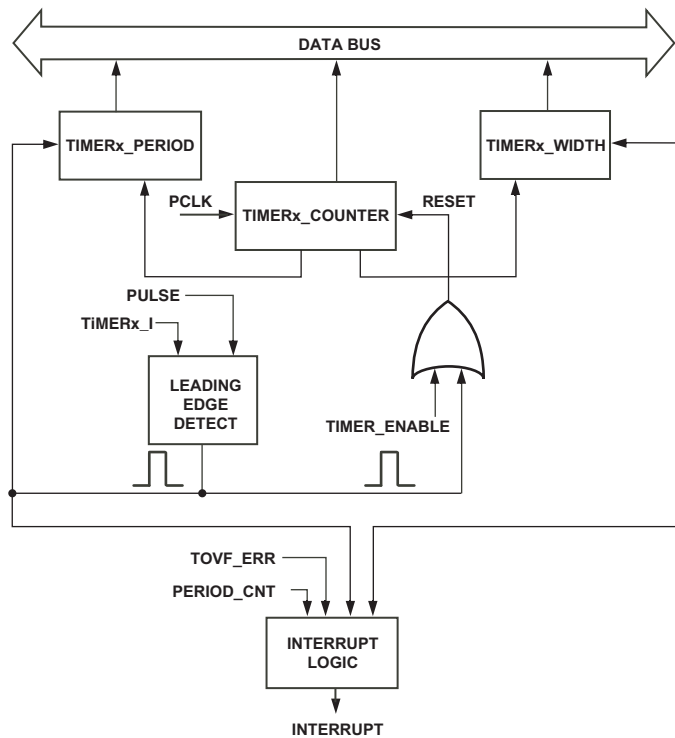 DATA BUS
TIMERx_PERIOD
TIMERx_WIDTH
PCLK
TIMERx_COUNTER
RESET
PULSE
TiMERx_I
LEADING
EDGE
DETECT
TIMER_ENABLE
TOVF_ERR
PERIOD_CNT
INTERRUPT
LOGIC
INTERRUPT